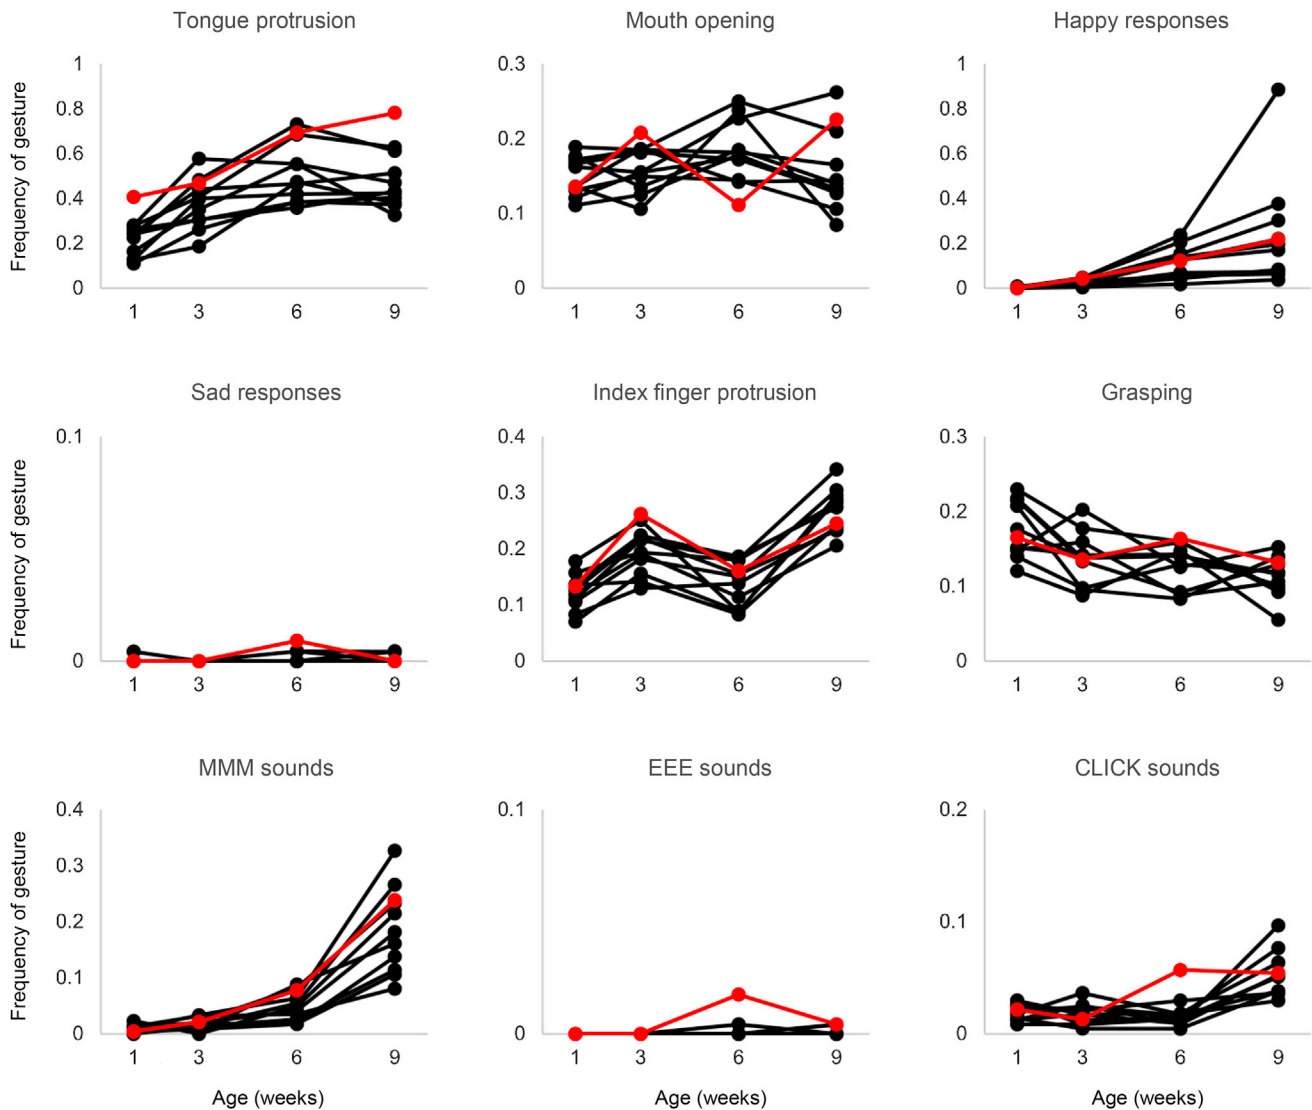 Tongue protrusion
Mouth opening
Happy responses
Frequency of gesture
1
0.8
0.6
0.4
0.2
0
1 3 6 9
0.3
0.2
0.1
0
1 3 6 9
1
0.8
0.6
0.4
0.2
0
1 3 6 9
Sad responses
Index finger protrusion
Grasping
Frequency of gesture
0.1
0
1 3 6 9
0.4
0.3
0.2
0.1
0
1 3 6 9
0.3
0.2
0.1
0
1 3 6 9
MMM sounds
EEE sounds
CLICK sounds
Frequency of gesture
0.4
0.3
0.2
0.1
0
1 3 6 9
0.1
0
1 3 6 9
0.2
0.1
0
1 3 6 9
Age (weeks)
Age (weeks)
Age (weeks)